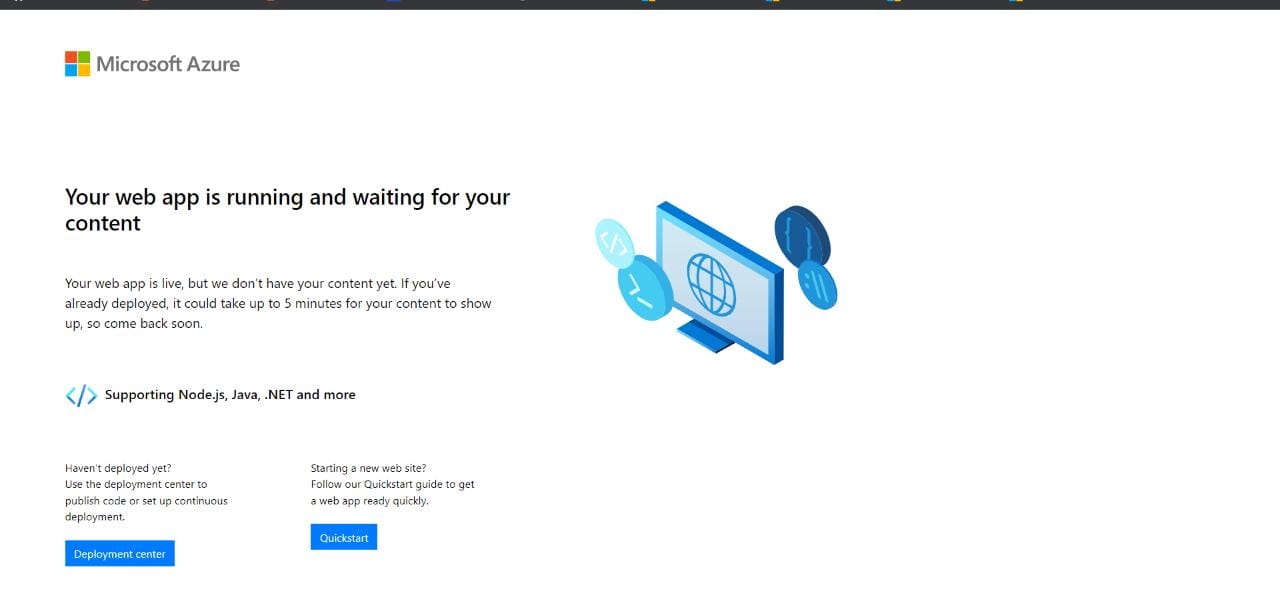 Microsoft Azure
Your web app is running and waiting for your
content
Your web app is live, but we don't have your content yet. If you've
already deployed, it could take up to 5 minutes for your content to show
up, so come back soon.
</>
Supporting Node.js, Java, .NET and more
Haven't deployed yet?
Use the deployment center to
publish code or set up continuous
deployment.
Deployment center
Starting a new web site?
Follow our Quickstart guide to get
a web app ready quickly.
Quickstart